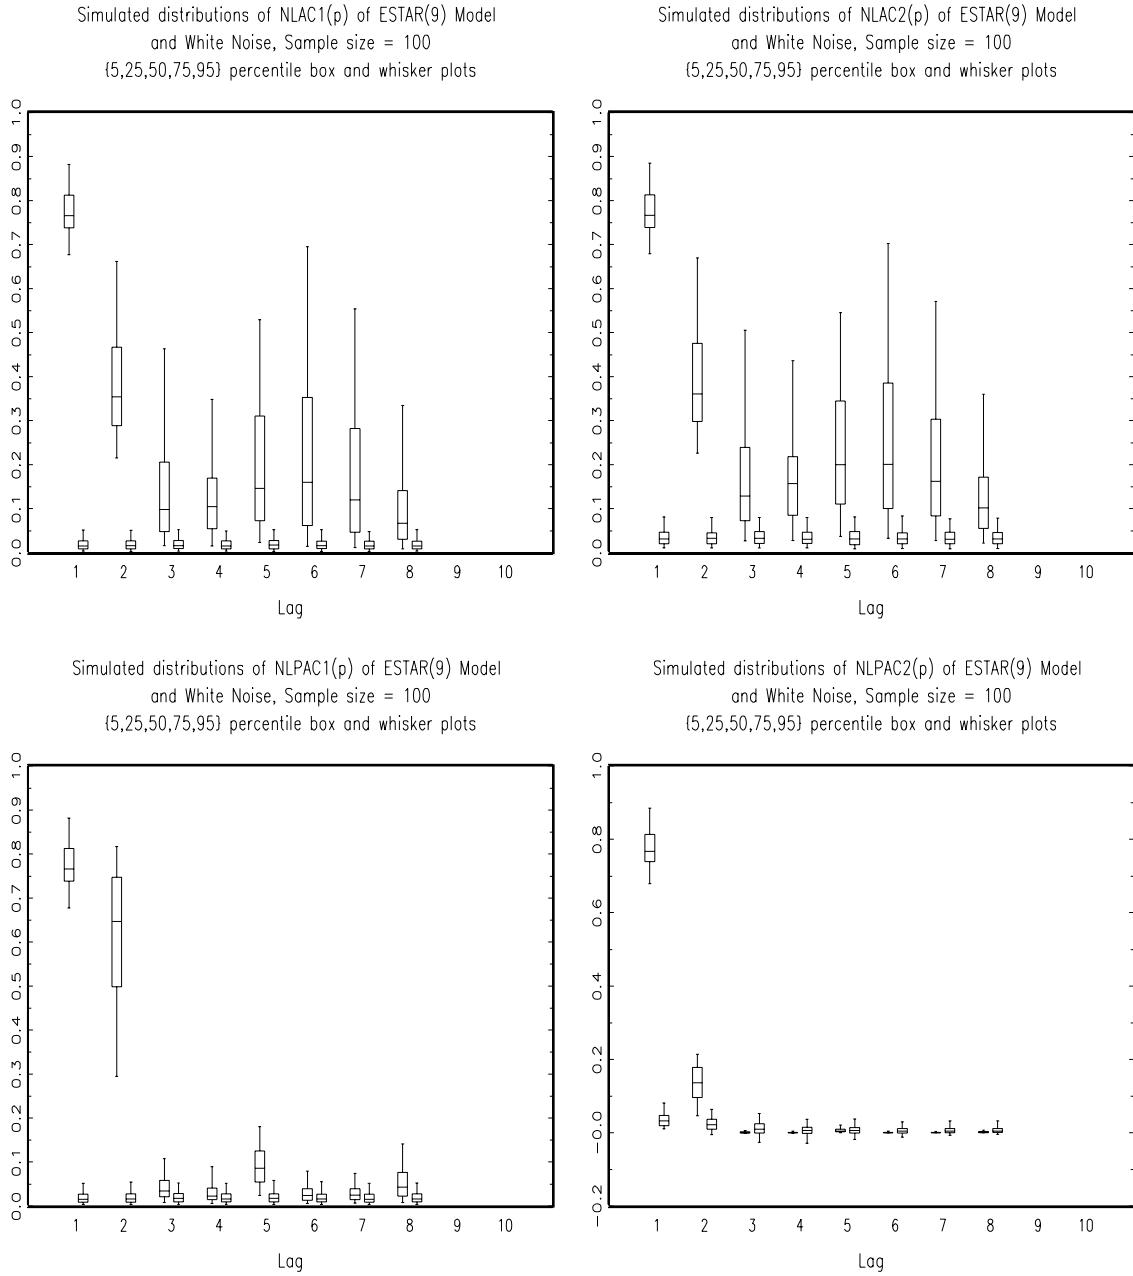 Simulated distributions of NLAC1(p) of ESTAR(9) Model
and White Noise, Sample size = 100
{5,25,50,75,95} percentile box and whisker plots
1.0
0.9
0.8
0.7
0.6
0.5
0.4
0.3
0.2
0.1
0.0
1 2 3 4 5 6 7 8 9 10
Lag
Simulated distributions of NLAC2(p) of ESTAR(9) Model
and White Noise, Sample size = 100
{5,25,50,75,95} percentile box and whisker plots
1.0
0.9
0.8
0.7
0.6
0.5
0.4
0.3
0.2
0.1
0.0
1 2 3 4 5 6 7 8 9 10
Lag
Simulated distributions of NLPAC1(p) of ESTAR(9) Model
and White Noise, Sample size = 100
{5,25,50,75,95} percentile box and whisker plots
1.0
0.9
0.8
0.7
0.6
0.5
0.4
0.3
0.2
0.1
0.0
1 2 3 4 5 6 7 8 9 10
Lag
Simulated distributions of NLPAC2(p) of ESTAR(9) Model
and White Noise, Sample size = 100
{5,25,50,75,95} percentile box and whisker plots
1.0
0.8
0.6
0.4
0.2
-0.0
-0.2
1 2 3 4 5 6 7 8 9 10
Lag